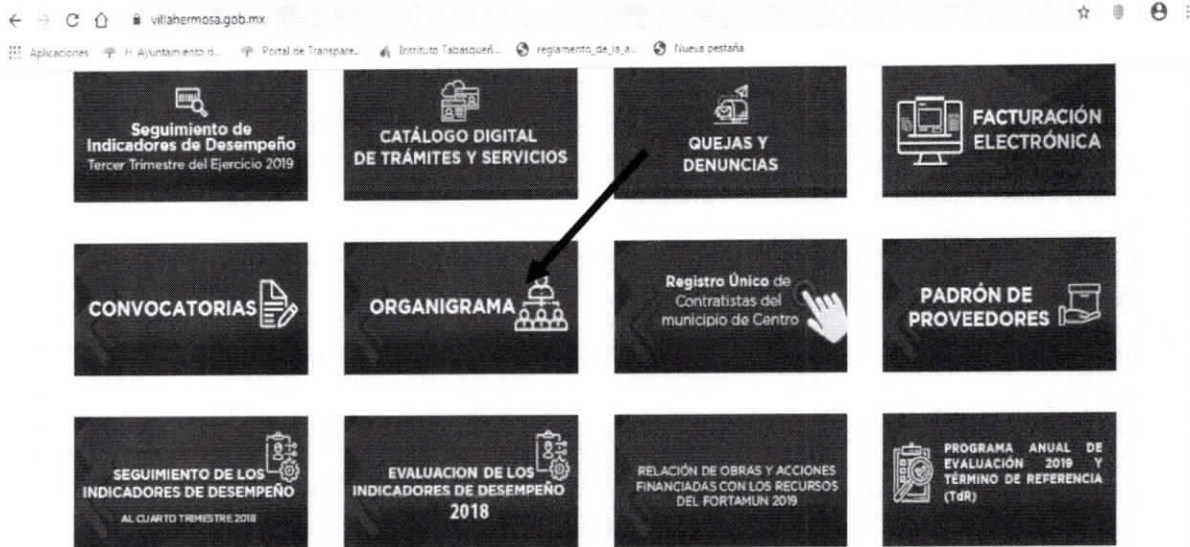 villahermosa.gob.mx
Aplicaciones H. Ayuntamiento d... Portal de Transpare... Instituto Tabasqueñ... reglamento_de_la_a... Nueva pestaña
Seguimiento de
Indicadores de Desempeño
Tercer Trimestre del Ejercicio 2019
CATÁLOGO DIGITAL
DE TRÁMITES Y SERVICIOS
QUEJAS Y
DENUNCIAS
FACTURACIÓN
ELECTRÓNICA
CONVOCATORIAS
ORGANIGRAMA
Registro Único de
Contratistas del
municipio de Centro
PADRÓN DE
PROVEEDORES
SEGUIMIENTO DE LOS
INDICADORES DE DESEMPEÑO
AL CUARTO TRIMESTRE 2018
EVALUACION DE LOS
INDICADORES DE DESEMPEÑO
2018
RELACIÓN DE OBRAS Y ACCIONES
FINANCIADAS CON LOS RECURSOS
DEL FORTAMUN 2019
PROGRAMA ANUAL DE
EVALUACIÓN 2019 Y
TÉRMINO DE REFERENCIA
(TdR)